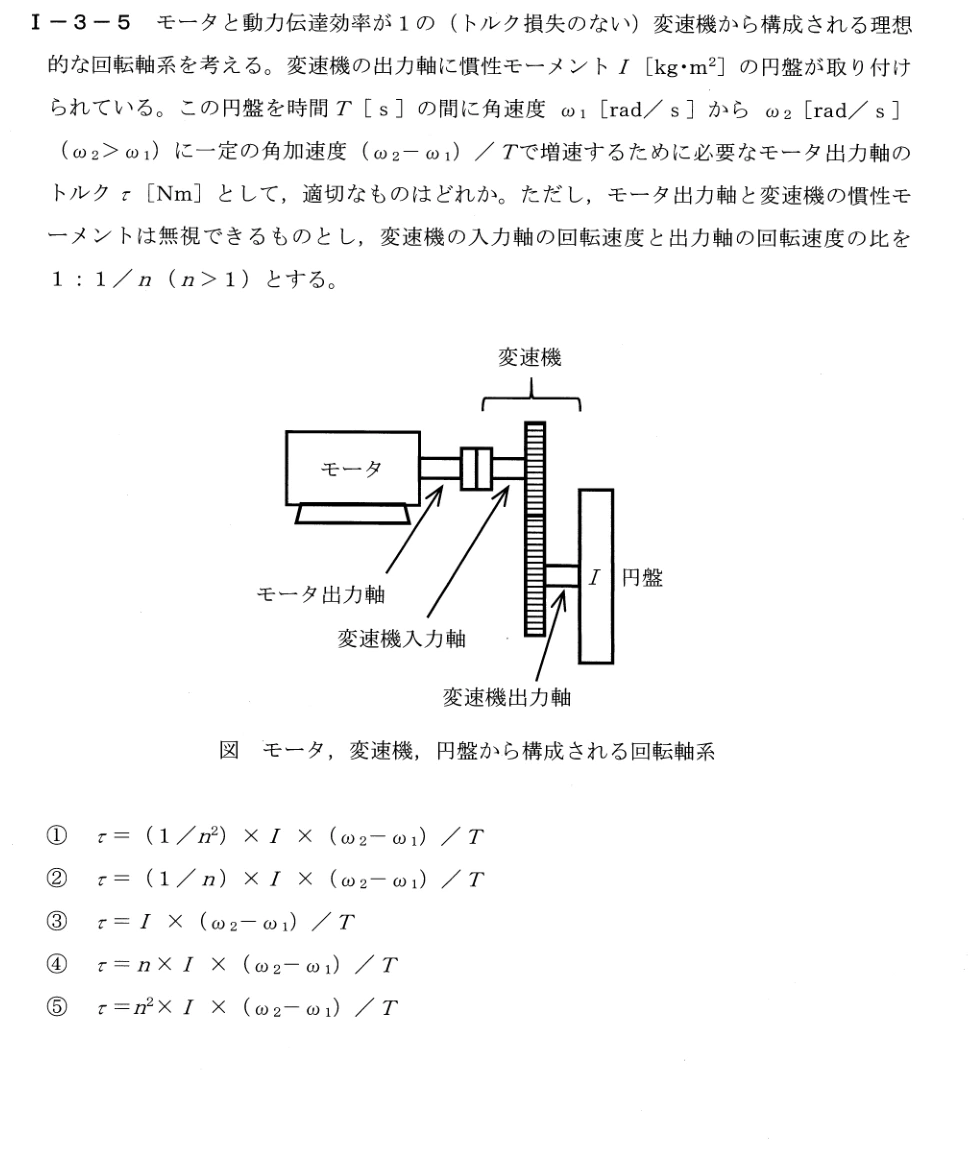 Ⅰ－３－５　モータと動力伝達効率が１の（トルク損失のない）変速機から構成される理想
的な回転軸系を考える。変速機の出力軸に慣性モーメント I ［kg･m²］の円盤が取り付け
られている。この円盤を時間 T ［ｓ］の間に角速度 ω₁［rad／ｓ］から ω₂［rad／ｓ］
（ω₂＞ω₁）に一定の角加速度（ω₂－ω₁）／Tで増速するために必要なモータ出力軸の
トルク τ ［Nm］として，適切なものはどれか。ただし，モータ出力軸と変速機の慣性モ
ーメントは無視できるものとし，変速機の入力軸の回転速度と出力軸の回転速度の比を
１：１／n（n＞１）とする。
変速機
モータ
I 円盤
モータ出力軸
変速機入力軸
変速機出力軸
図　モータ，変速機，円盤から構成される回転軸系
①　τ＝（１／n²）× I ×（ω₂－ω₁）／T
②　τ＝（１／n）× I ×（ω₂－ω₁）／T
③　τ＝ I ×（ω₂－ω₁）／T
④　τ＝n× I ×（ω₂－ω₁）／T
⑤　τ＝n²× I ×（ω₂－ω₁）／T